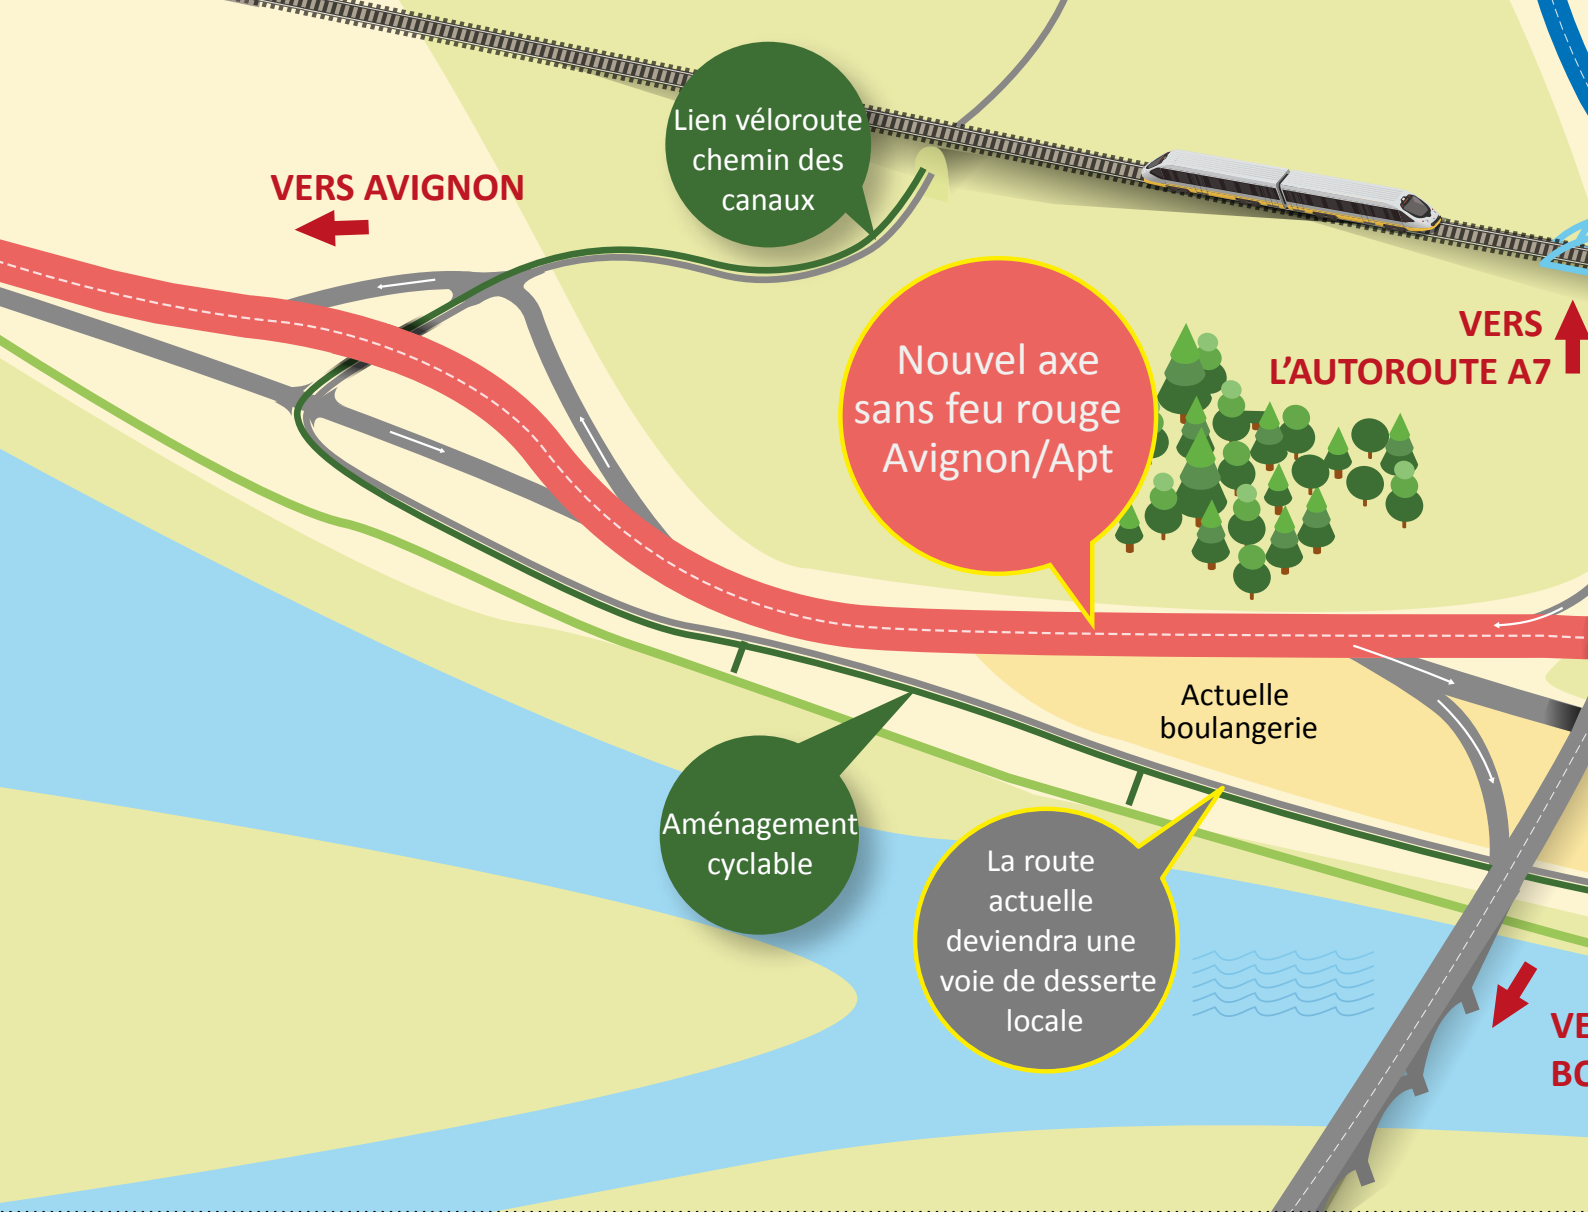 Lien véloroute
chemin des
canaux
VERS AVIGNON
Nouvel axe
sans feu rouge
Avignon/Apt
VERS
L'AUTOROUTE A7
Actuelle
boulangerie
Aménagement
cyclable
La route
actuelle
deviendra une
voie de desserte
locale